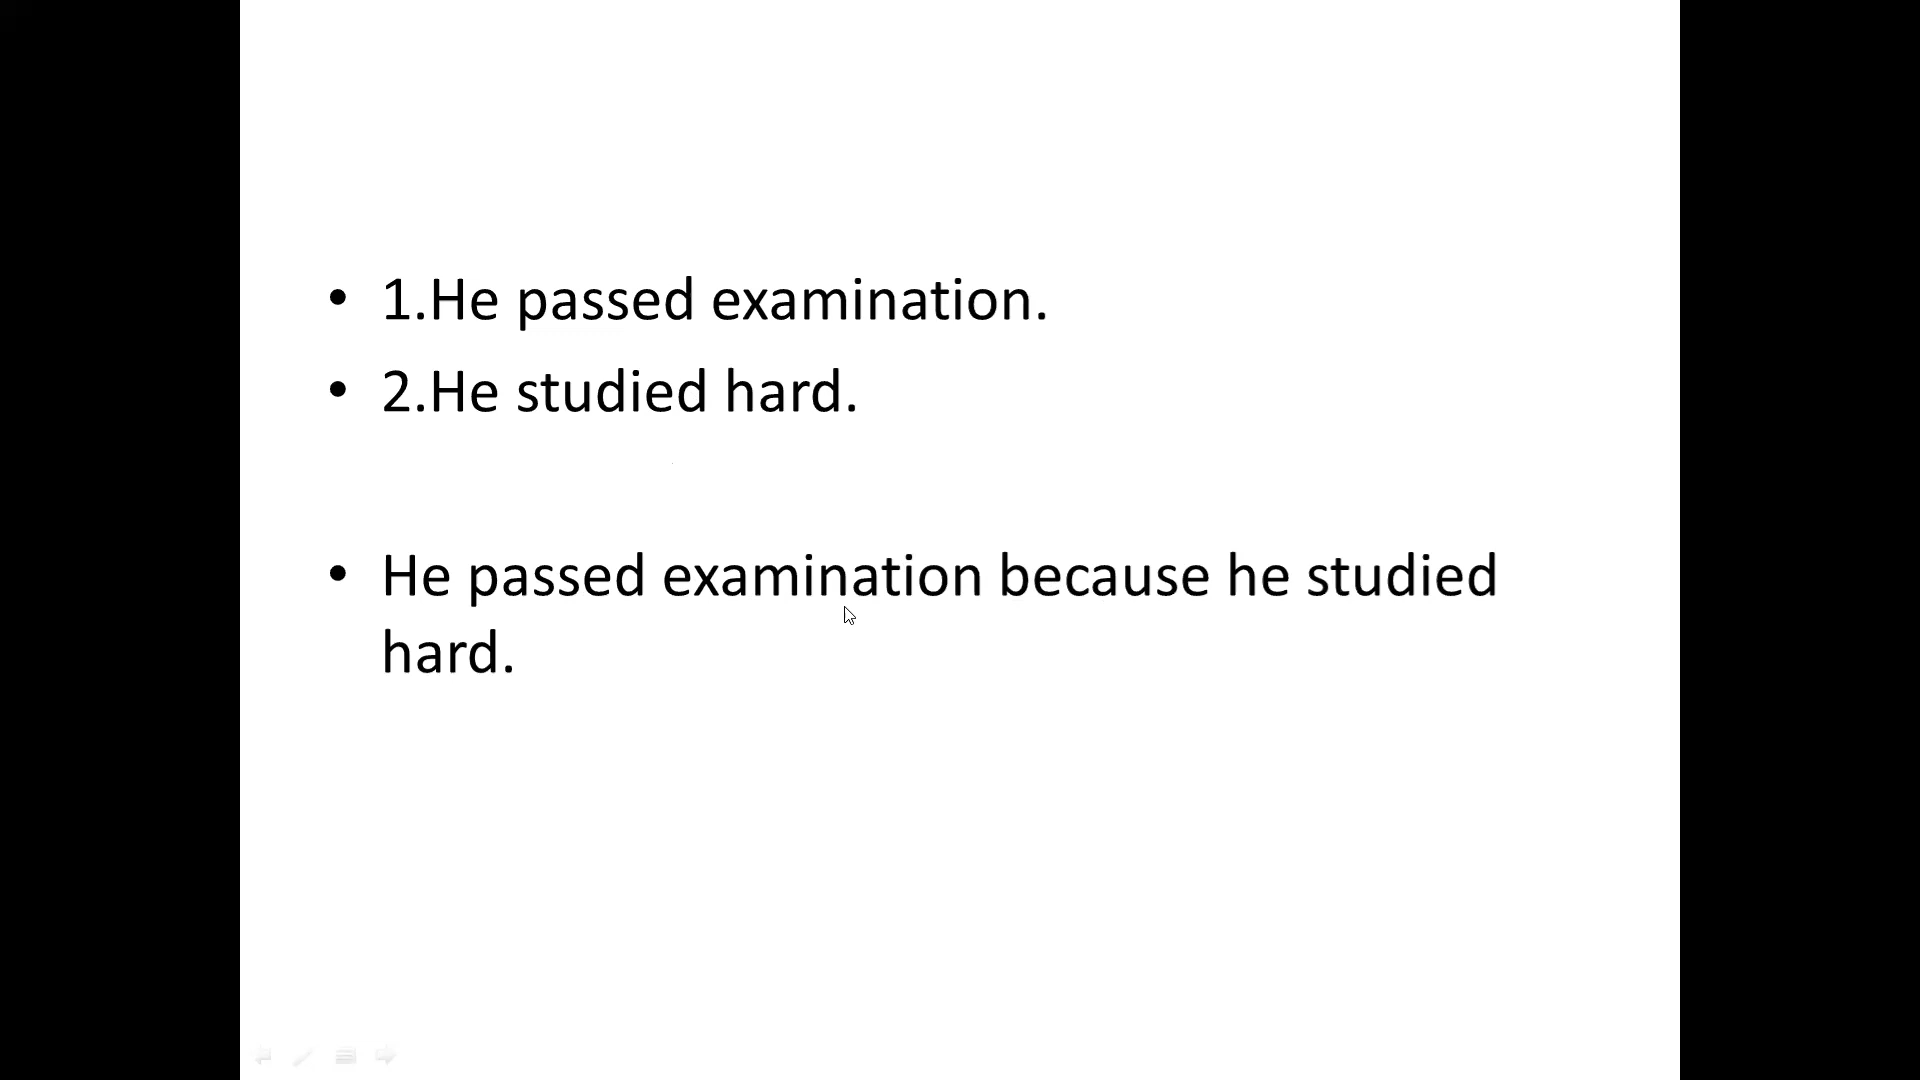 • 1.He passed examination.
• 2.He studied hard.
• He passed examination because he studied
hard.